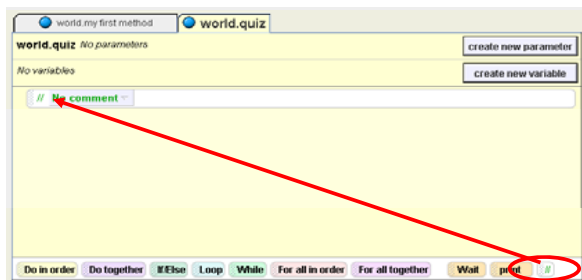 world.my first method world.quiz
world.quiz No parameters create new parameter
No variables create new variable
// No comment
Do in order Do together If/Else Loop While For all in order For all together Wait print //